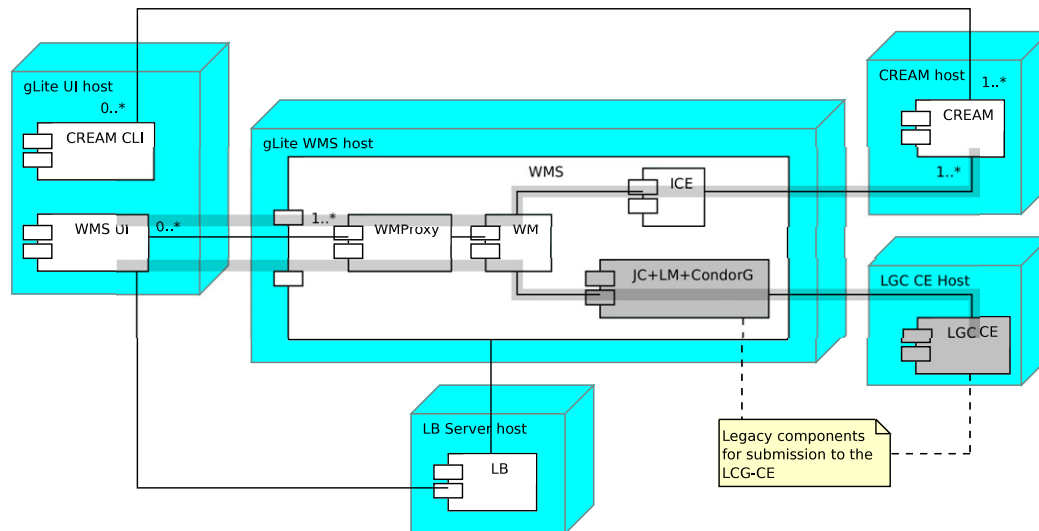 gLite UI host
0..*
CREAM CLI
WMS UI
0..*
gLite WMS host
WMS
1..*
WMProxy
WM
ICE
JC+LM+CondorG
CREAM host
1..*
CREAM
1..*
LGC CE Host
LGC CE
LB Server host
LB
Legacy components
for submission to the
LCG-CE